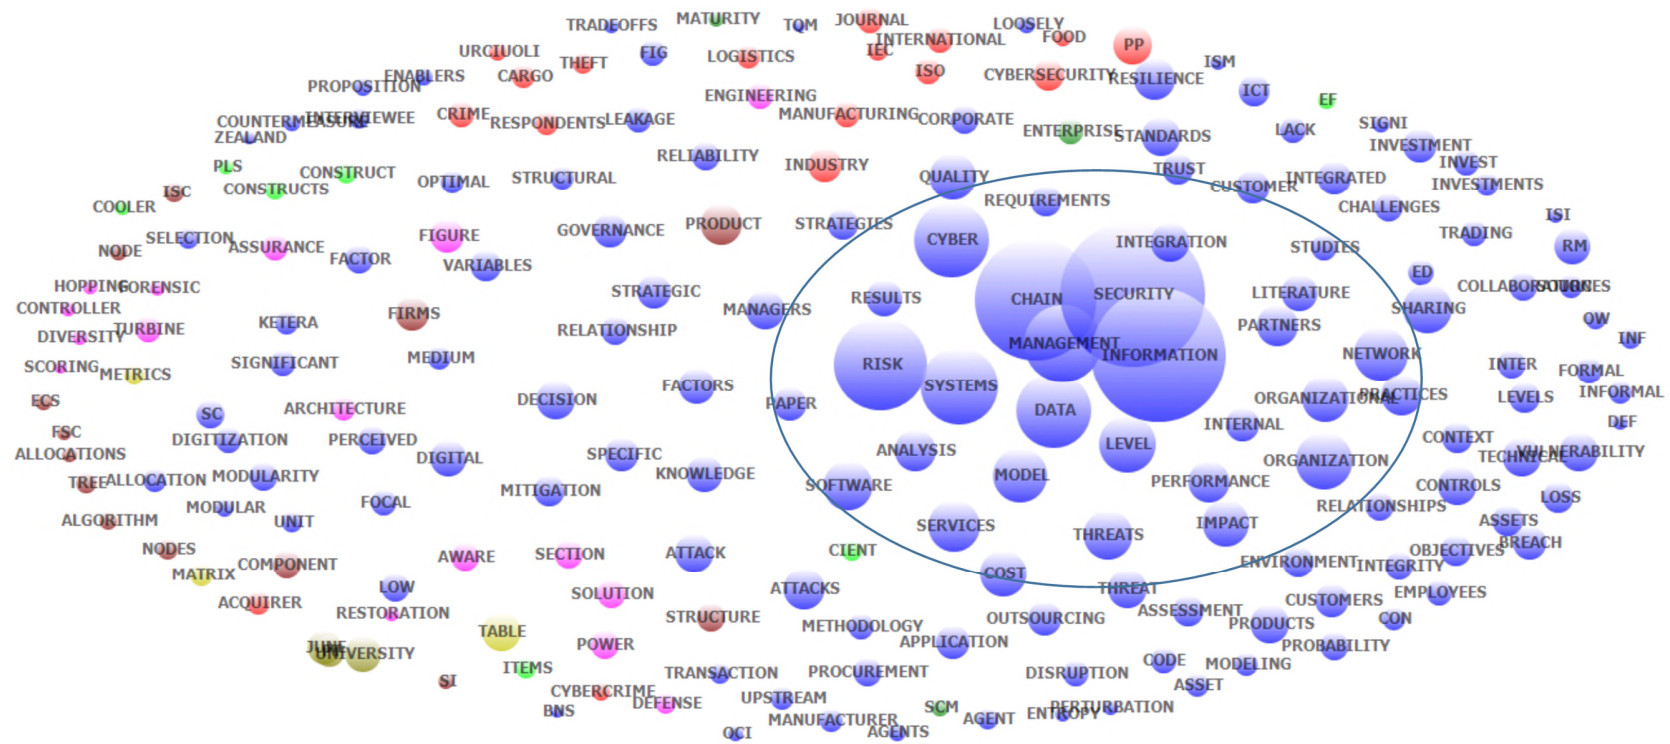 TRADEOFFS
MATURITY
TQM
JOURNAL
LOOSELY
INTERNATIONAL
FOOD
PP
URCIUOLI
THEFT
FIG
LOGISTICS
IEC
ISO
ISM
PROPOSITION
ENABLERS
CARGO
CYBERSECURITY
RESILIENCE
ICT
EF
ENGINEERING
COUNTERMEASURE
INTERVIEWEE
CRIME
RESPONDENTS
LEAKAGE
MANUFACTURING
CORPORATE
ENTERPRISE
STANDARDS
LACK
SIGNI
ZEALAND
INVESTMENT
PLS
CONSTRUCT
RELIABILITY
INDUSTRY
QUALITY
TRUST
INVEST
ISC
CONSTRUCTS
OPTIMAL
STRUCTURAL
CUSTOMER
INTEGRATED
INVESTMENTS
COOLER
REQUIREMENTS
CHALLENGES
ISI
NODE
SELECTION
ASSURANCE
FIGURE
GOVERNANCE
PRODUCT
STRATEGIES
CYBER
INTEGRATION
STUDIES
TRADING
RM
FACTOR
VARIABLES
HOPPING
FORENSIC
STRATEGIC
RESULTS
CHAIN
SECURITY
LITERATURE
ED
SHARING
CONTROLLER
FIRMS
MANAGERS
OW
DIVERSITY
TURBINE
KETERA
RELATIONSHIP
PARTNERS
INF
MANAGEMENT
INFORMATION
NETWORK
SCORING
METRICS
SIGNIFICANT
MEDIUM
RISK
SYSTEMS
INTER
FORMAL
ECS
SC
ARCHITECTURE
DECISION
FACTORS
PAPER
DATA
ORGANIZATIONAL
PRACTICES
LEVELS
INFORMAL
FSC
DIGITIZATION
PERCEIVED
LEVEL
INTERNAL
CONTEXT
DEF
ALLOCATIONS
DIGITAL
SPECIFIC
ANALYSIS
ORGANIZATION
TECHNICAL
VULNERABILITY
TREE
ALLOCATION
MODULARITY
KNOWLEDGE
SOFTWARE
MODEL
PERFORMANCE
CONTROLS
MODULAR
FOCAL
MITIGATION
RELATIONSHIPS
LOSS
ALGORITHM
UNIT
SERVICES
THREATS
IMPACT
ASSETS
NODES
COMPONENT
AWARE
SECTION
ATTACK
CIENT
OBJECTIVES
BREACH
MATRIX
LOW
COST
ENVIRONMENT
INTEGRITY
ACQUIRER
RESTORATION
SOLUTION
ATTACKS
THREAT
CUSTOMERS
EMPLOYEES
STRUCTURE
METHODOLOGY
OUTSOURCING
ASSESSMENT
PRODUCTS
CON
JUNE
UNIVERSITY
TABLE
POWER
APPLICATION
PROBABILITY
ITEMS
TRANSACTION
PROCUREMENT
DISRUPTION
CODE
MODELING
SI
CYBERCRIME
DEFENSE
UPSTREAM
SCM
ASSET
BNS
MANUFACTURER
AGENT
ENTROPY
PERTURBATION
OCI
AGENTS